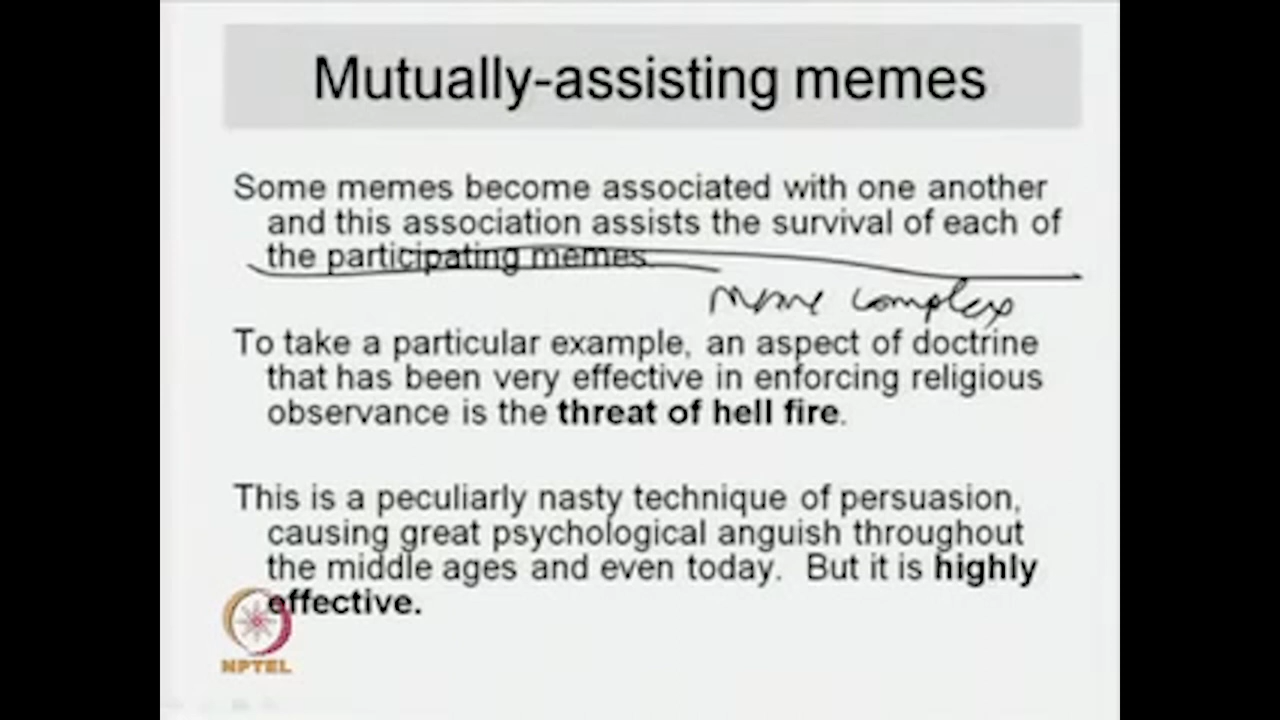 Mutually-assisting memes
Some memes become associated with one another
and this association assists the survival of each of
the participating memes.
meme complex
To take a particular example, an aspect of doctrine
that has been very effective in enforcing religious
observance is the threat of hell fire.
This is a peculiarly nasty technique of persuasion,
causing great psychological anguish throughout
the middle ages and even today. But it is highly
effective.
NPTEL